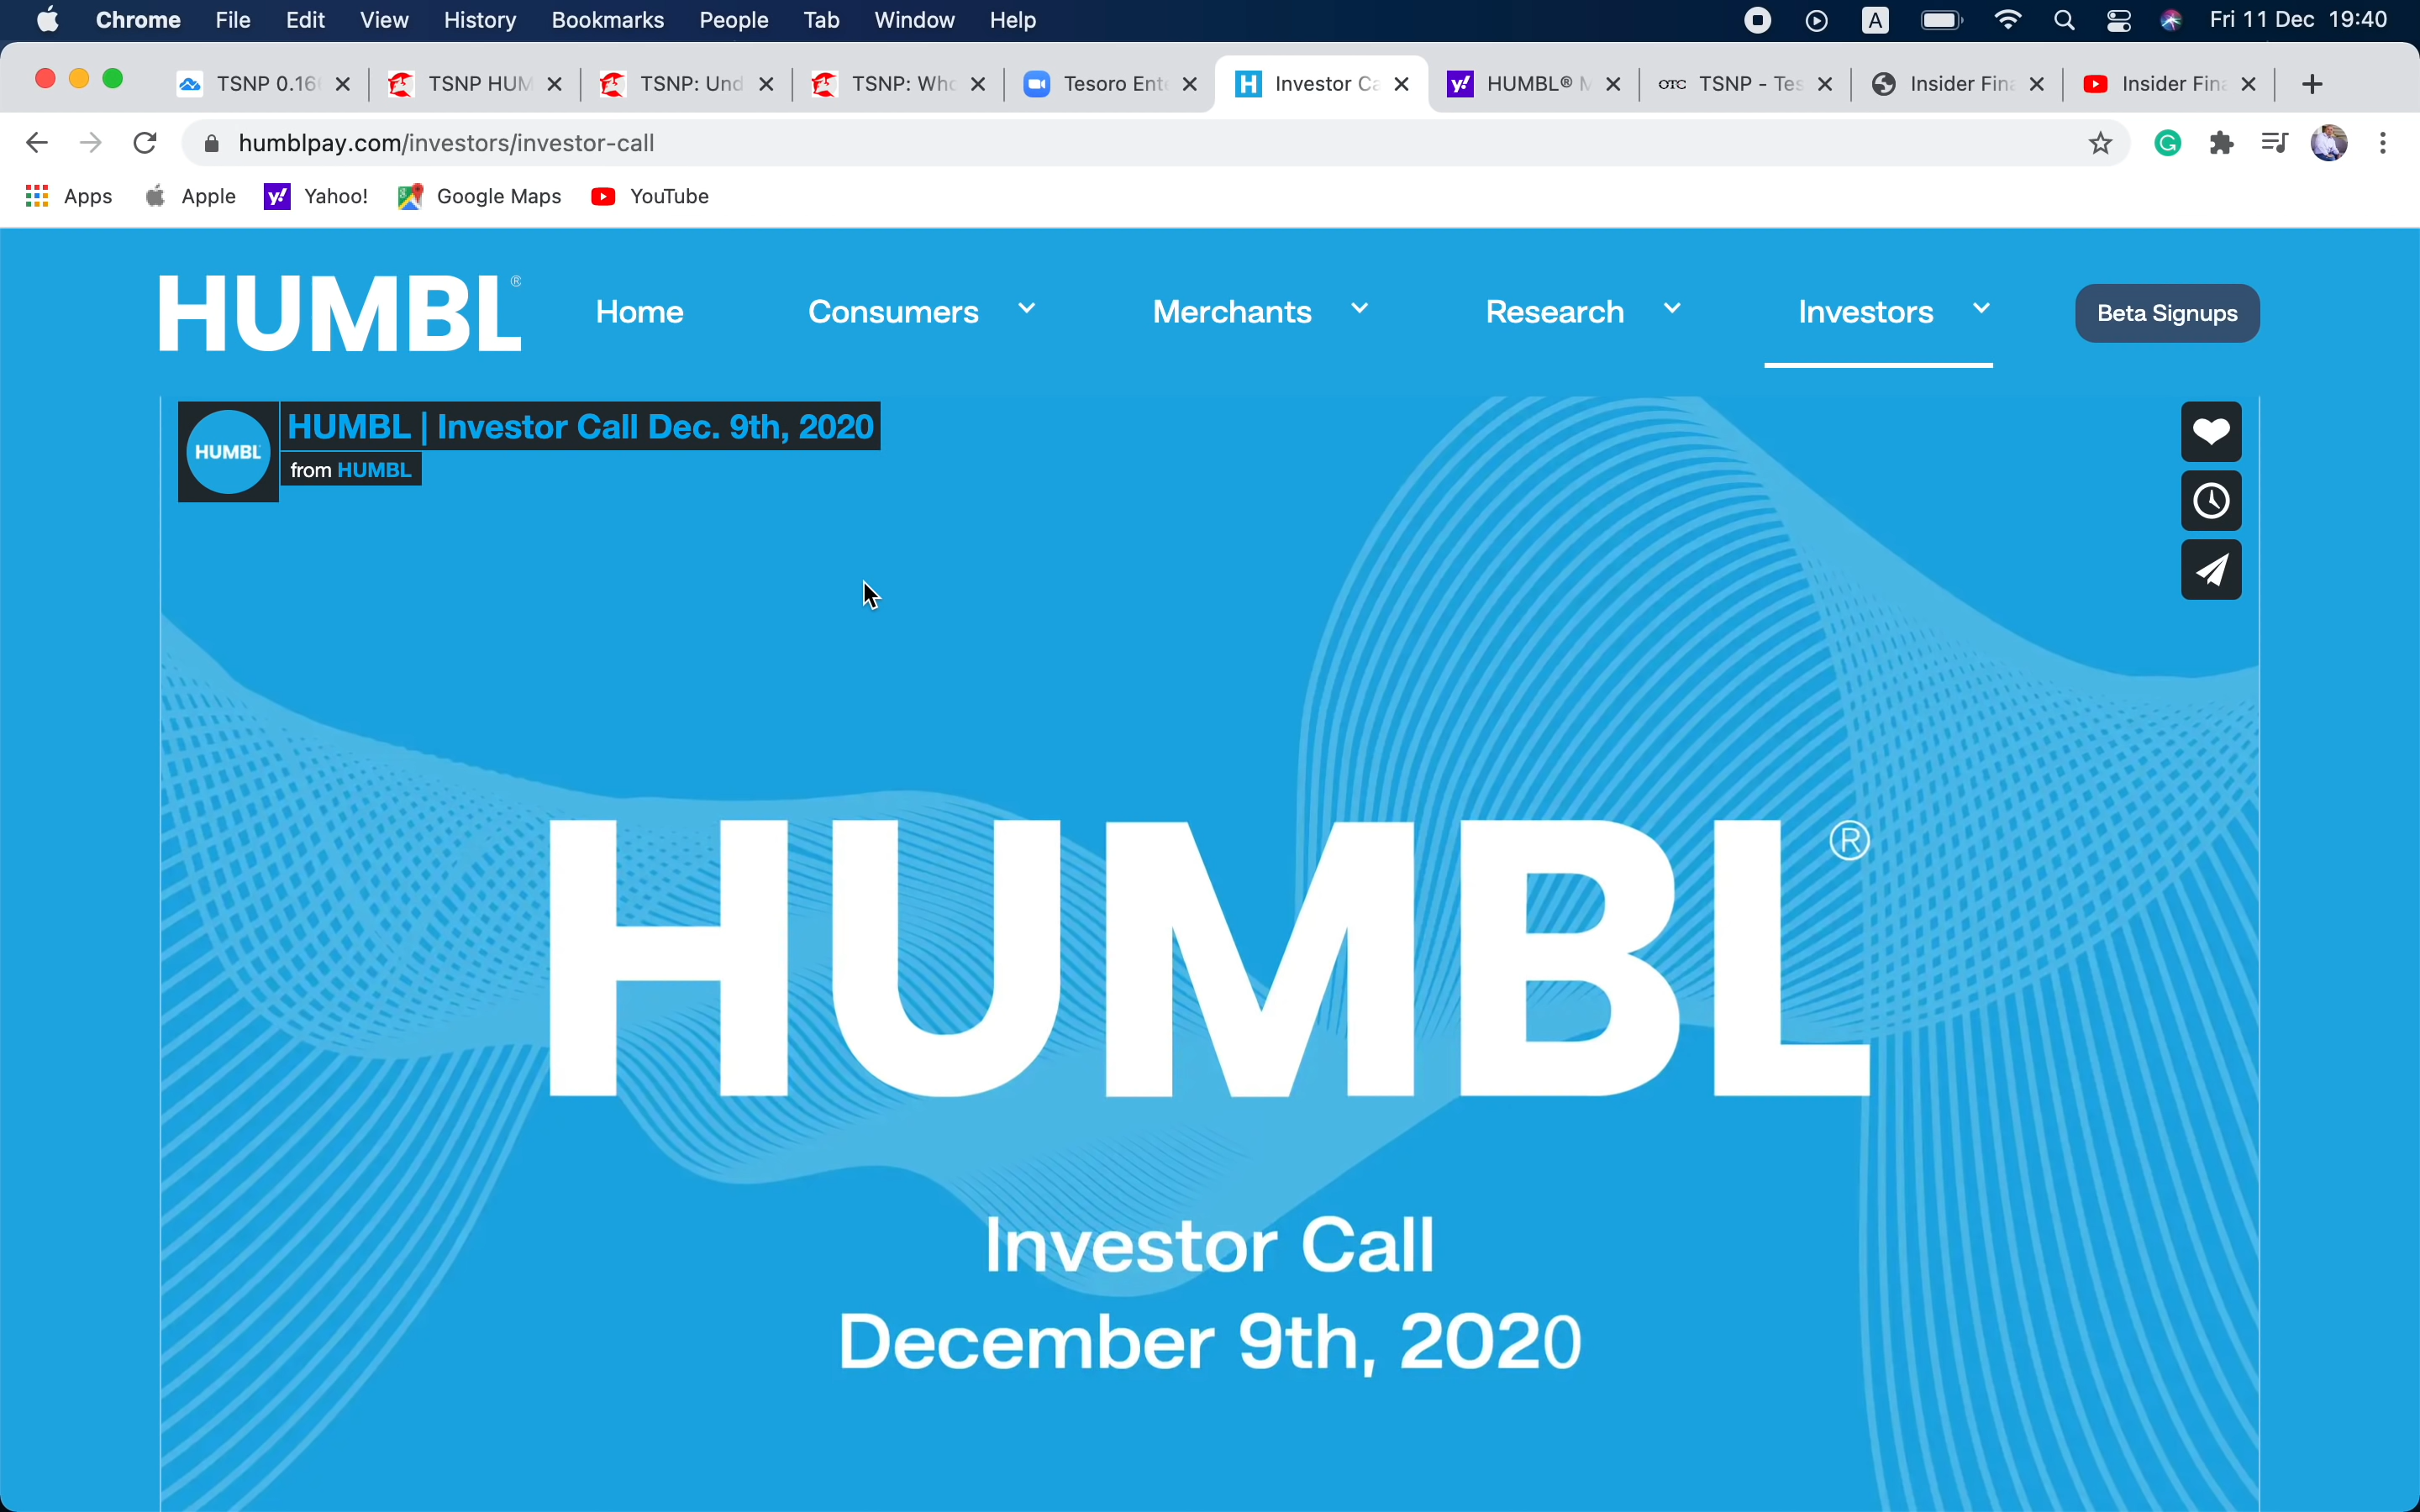 Chrome File Edit View History Bookmarks People Tab Window Help A Fri 11 Dec 19:40
TSNP 0.16 TSNP HUM TSNP: Und TSNP: Who Tesoro Ent Investor Ca y! HUMBL® OTC TSNP - Tes Insider Fin Insider Fin
humblpay.com/investors/investor-call
Apps Apple y! Yahoo! Google Maps YouTube
HUMBL® Home Consumers Merchants Research Investors Beta Signups
HUMBL HUMBL | Investor Call Dec. 9th, 2020
from HUMBL
HUMBL®
Investor Call
December 9th, 2020